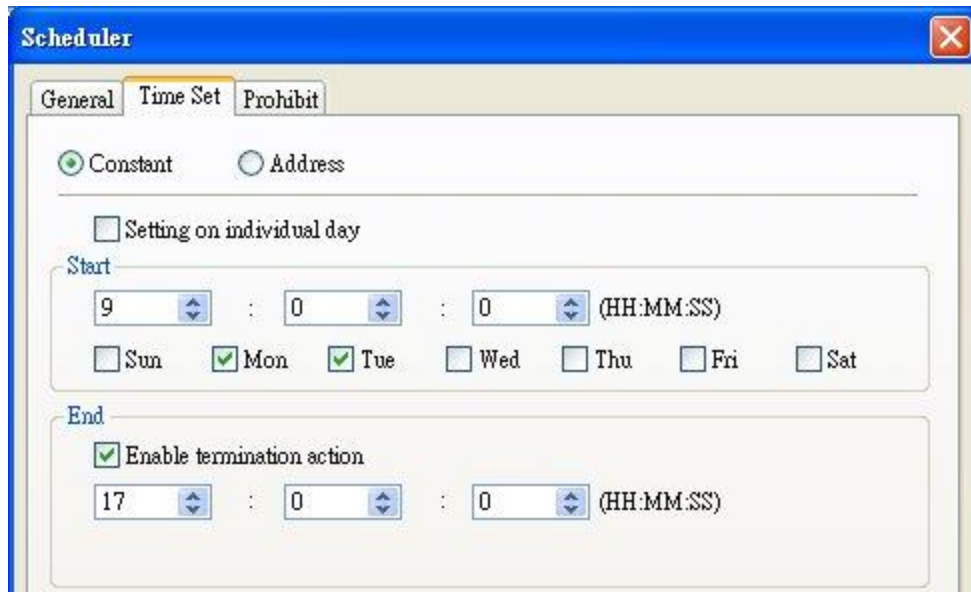 Scheduler
General Time Set Prohibit
Constant Address
Setting on individual day
Start
9 : 0 : 0 (HH:MM:SS)
Sun Mon Tue Wed Thu Fri Sat
End
Enable termination action
17 : 0 : 0 (HH:MM:SS)